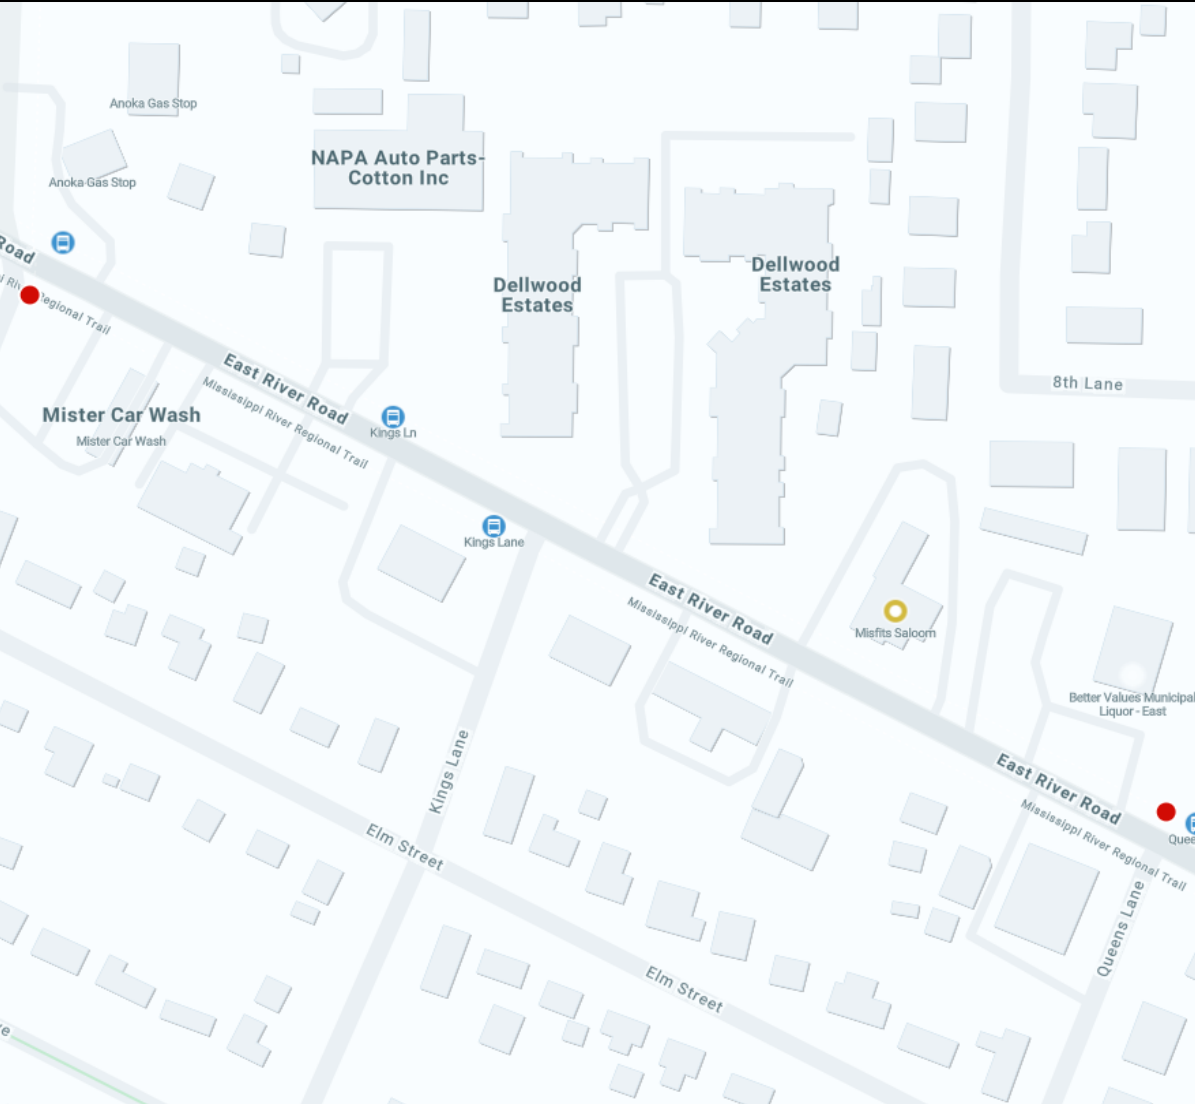 Anoka Gas Stop
NAPA Auto Parts-
Cotton Inc
Anoka Gas Stop
Road
Regional Trail
Dellwood
Estates
Dellwood
Estates
East River Road
Mississippi River Regional Trail
8th Lane
Mister Car Wash
Mister Car Wash
Kings Ln
Kings Lane
East River Road
Mississippi River Regional Trail
Misfits Saloom
Better Values Municipal
Liquor - East
Kings Lane
East River Road
Mississippi River Regional Trail
Quee
Elm Street
Queens Lane
Elm Street